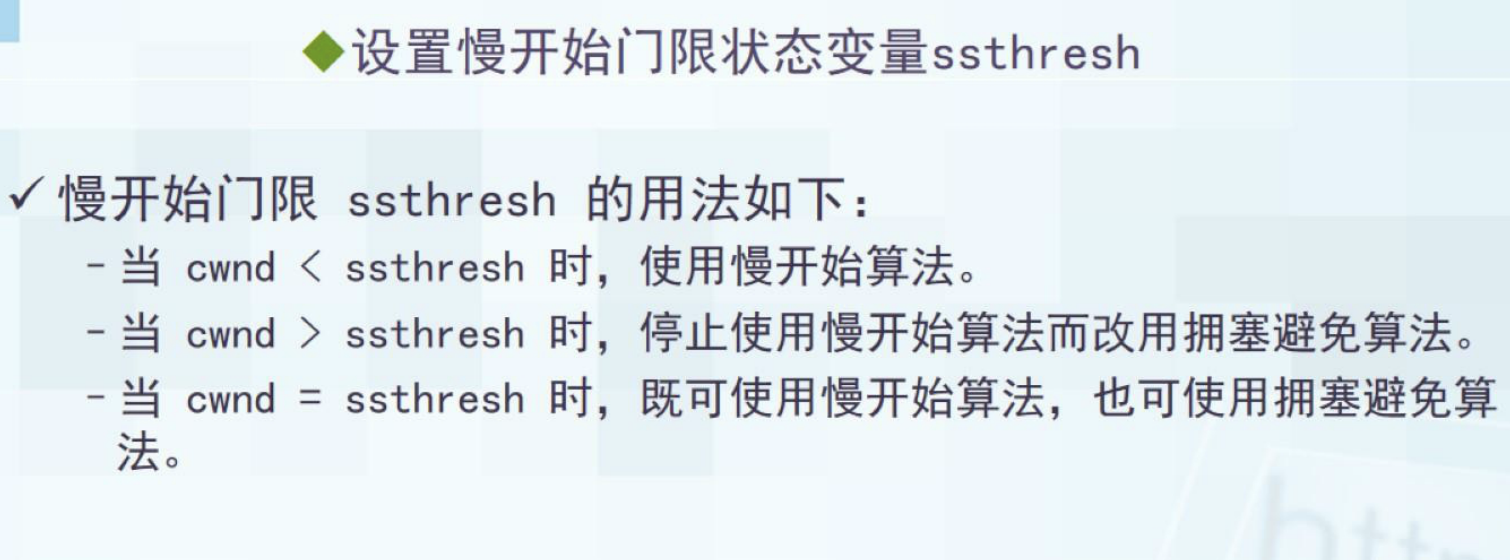 ◆设置慢开始门限状态变量ssthresh
✓ 慢开始门限 ssthresh 的用法如下：
- 当 cwnd < ssthresh 时，使用慢开始算法。
- 当 cwnd > ssthresh 时，停止使用慢开始算法而改用拥塞避免算法。
- 当 cwnd = ssthresh 时，既可使用慢开始算法，也可使用拥塞避免算
法。
http